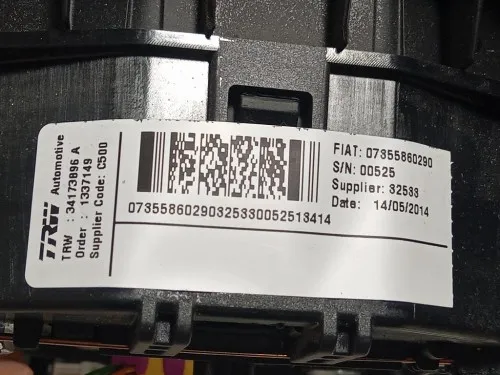 TRW Automotive
TRW : 34173896 A
Order : 1337149
Supplier Code: C500
07355860290325330052513414
FIAT: 07355860290
S/N: 00525
Supplier: 32533
Date: 14/05/2014